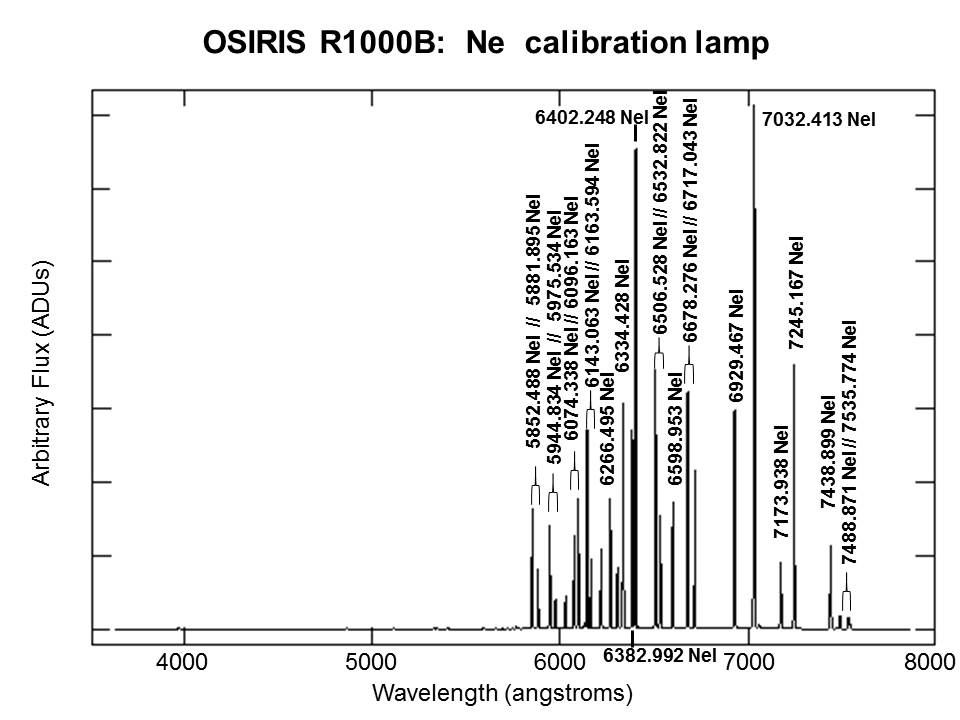 OSIRIS R1000B: Ne calibration lamp
Arbitrary Flux (ADUs)
5852.488 NeI // 5881.895 NeI
5944.834 NeI // 5975.534 NeI
6074.338 NeI // 6096.163 NeI
6143.063 NeI // 6163.594 NeI
6266.495 NeI
6334.428 NeI
6402.248 NeI
6382.992 NeI
6506.528 NeI // 6532.822 NeI
6598.953 NeI
6678.276 NeI // 6717.043 NeI
6929.467 NeI
7032.413 NeI
7173.938 NeI
7245.167 NeI
7438.899 NeI
7488.871 NeI // 7535.774 NeI
4000 5000 6000 7000 8000
Wavelength (angstroms)